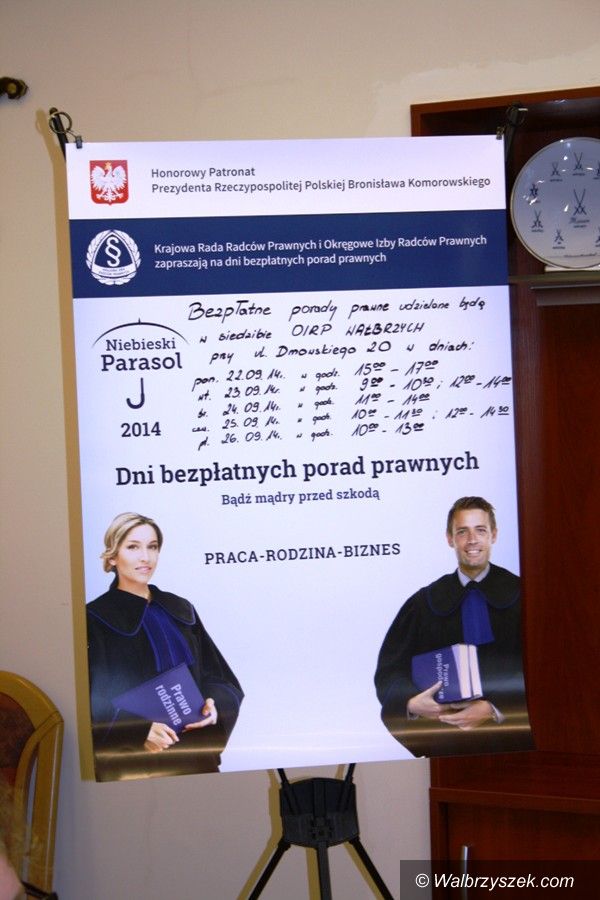 Honorowy Patronat
Prezydenta Rzeczypospolitej Polskiej Bronisława Komorowskiego
Krajowa Rada Radców Prawnych i Okręgowe Izby Radców Prawnych
zapraszają na dni bezpłatnych porad prawnych
Niebieski
Parasol
2014
Bezpłatne porady prawne udzielane będą
w siedzibie OIRP WAŁBRZYCH
przy ul. Dmowskiego 20 w dniach:
pon. 22.09.14r. w godz. 15⁰⁰ - 17⁰⁰
wt. 23.09.14r. w godz. 9⁰⁰ - 10³⁰ i 12⁰⁰ - 14⁰⁰
śr. 24.09.14r. w godz. 11⁰⁰ - 14⁰⁰
czw. 25.09.14r. w godz. 10⁰⁰ - 11³⁰ i 12⁰⁰ - 14³⁰
pt. 26.09.14r. w godz. 10⁰⁰ - 13⁰⁰
Dni bezpłatnych porad prawnych
Bądź mądry przed szkodą
PRACA-RODZINA-BIZNES
Prawo
rodzinne
Prawo
© Walbrzyszek.com